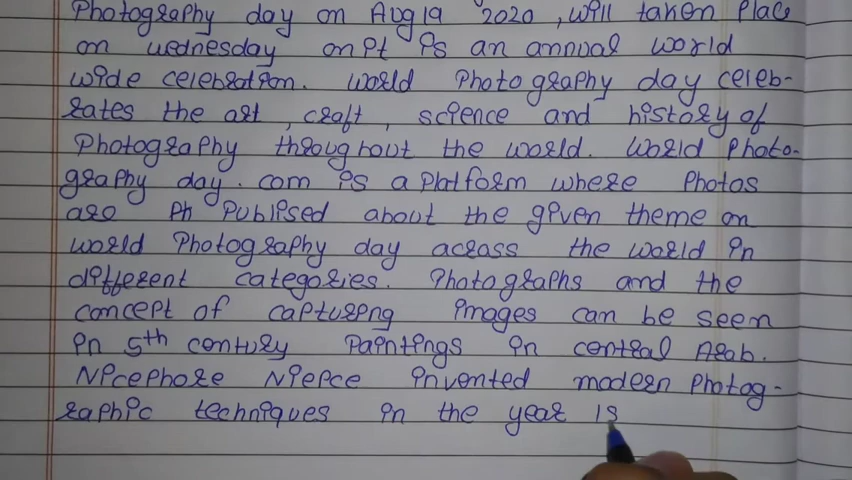 Photography day on Aug 19 2020, will taken place
on wednesday on it is an annual world
wide celebration. World Photography day celeb-
rates the art, craft, science and history of
Photography throughout the world. World Photo-
graphy day. com is a platform where Photos
are Ph Publised about the given theme on
world Photography day acrass the world in
different categories. Photographs and the
concept of captureng images can be seen
in 5th century Paintings in central Arab.
Nicephore Niepce invented modern Photog-
raphic techniques in the year 18